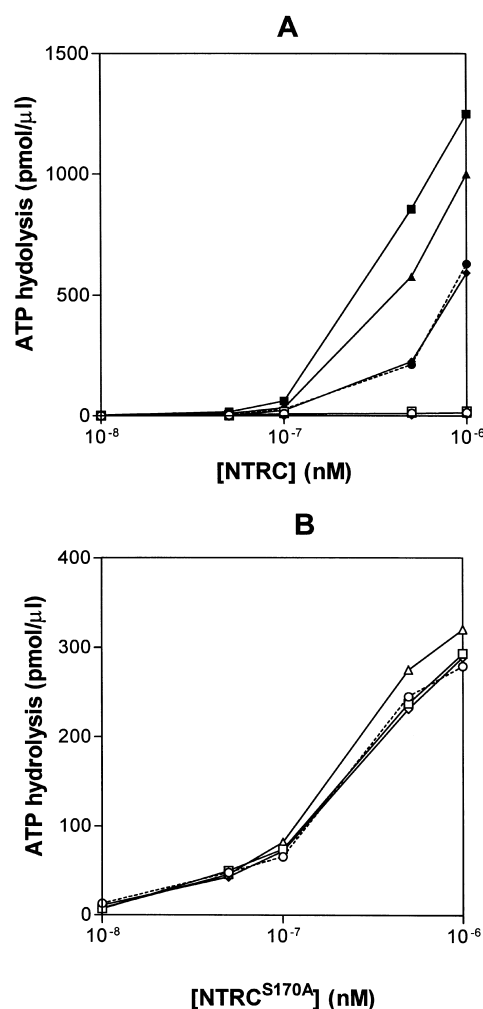 A
1500
1000
500
0
ATP hydolysis (pmol/µl)
10-8 10-7 10-6
[NTRC] (nM)
B
400
300
200
100
0
ATP hydrolysis (pmol/µl)
10-8 10-7 10-6
[NTRCS170A] (nM)